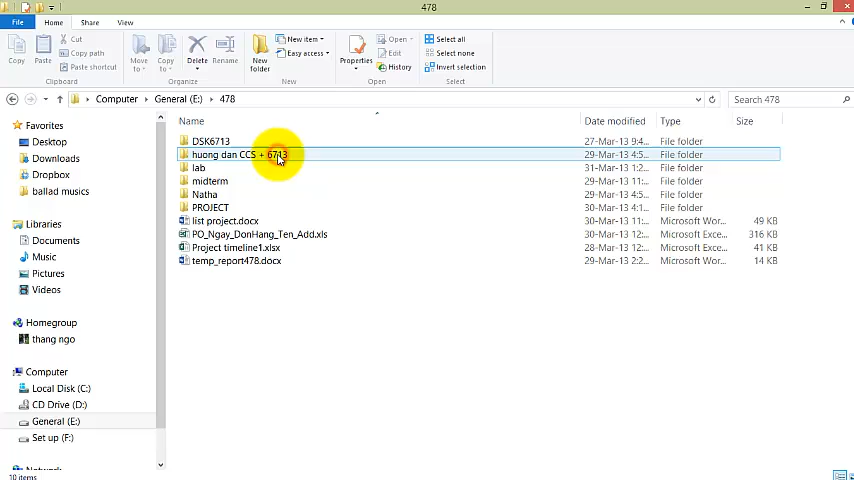 478
File Home Share View
Copy Paste Cut Copy path Paste shortcut Move to Copy to Delete Rename New folder New item Easy access Properties Open Edit History Select all Select none Invert selection
Clipboard Organize New Open Select
Computer General (E:) 478 Search 478
Name Date modified Type Size
DSK6713 27-Mar-13 9:4... File folder
huong dan CCS + 6713 29-Mar-13 4:5... File folder
lab 31-Mar-13 1:2... File folder
midterm 29-Mar-13 11:... File folder
Natha 29-Mar-13 4:5... File folder
PROJECT 30-Mar-13 4:1... File folder
list project.docx 30-Mar-13 11:... Microsoft Wor... 49 KB
PO_Ngay_DonHang_Ten_Add.xls 30-Mar-13 12:... Microsoft Exce... 316 KB
Project timeline1.xlsx 28-Mar-13 12:... Microsoft Exce... 41 KB
temp_report478.docx 29-Mar-13 2:2... Microsoft Wor... 14 KB
Favorites
Desktop
Downloads
Dropbox
ballad musics
Libraries
Documents
Music
Pictures
Videos
Homegroup
thang ngo
Computer
Local Disk (C:)
CD Drive (D:)
General (E:)
Set up (F:)
10 items